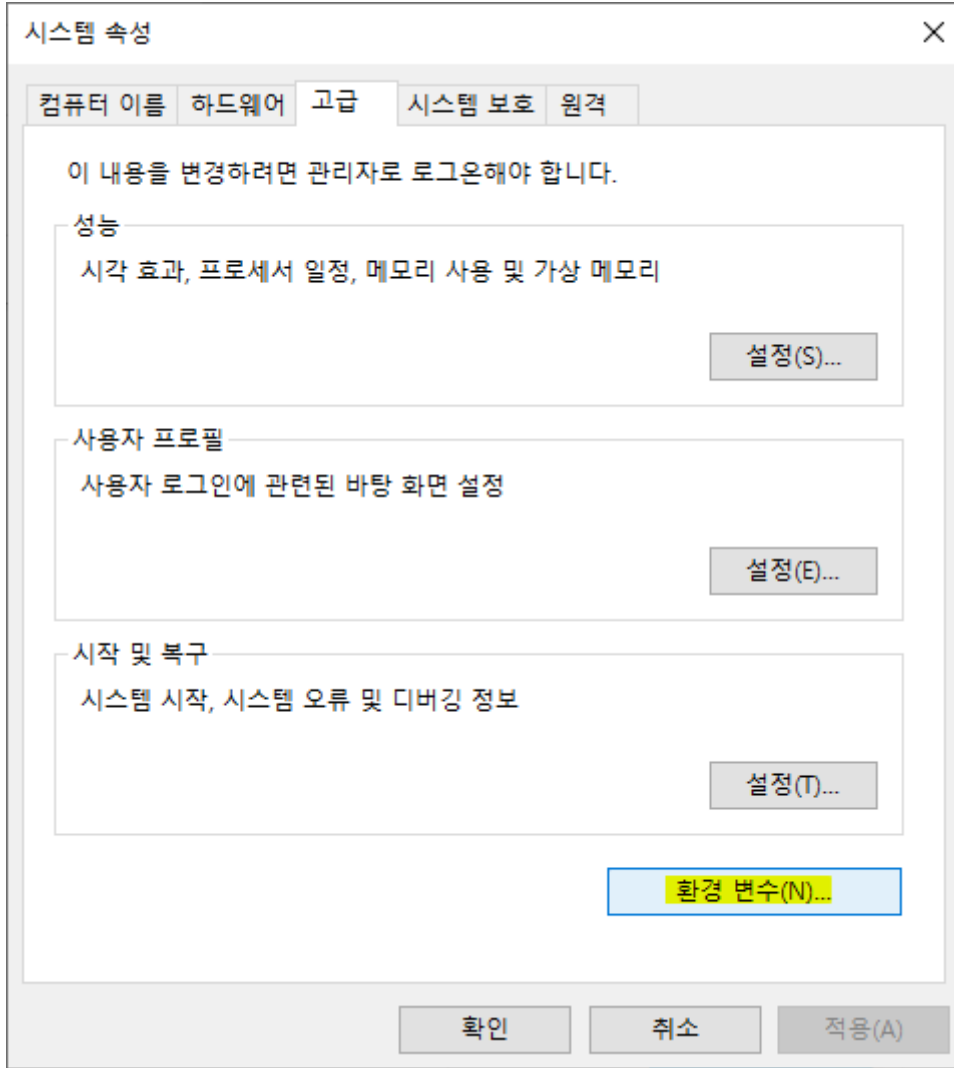 시스템 속성
컴퓨터 이름 하드웨어 고급 시스템 보호 원격
이 내용을 변경하려면 관리자로 로그온해야 합니다.
성능
시각 효과, 프로세서 일정, 메모리 사용 및 가상 메모리
설정(S)...
사용자 프로필
사용자 로그인에 관련된 바탕 화면 설정
설정(E)...
시작 및 복구
시스템 시작, 시스템 오류 및 디버깅 정보
설정(T)...
환경 변수(N)...
확인 취소 적용(A)